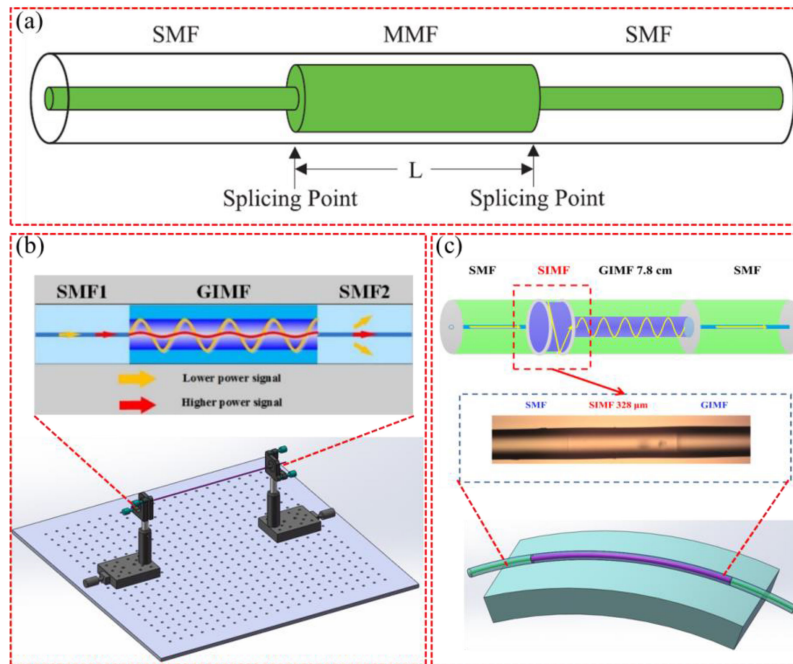 (a)
SMF MMF SMF
L
Splicing Point Splicing Point
(b)
SMF1 GIMF SMF2
Lower power signal
Higher power signal
(c)
SMF SIMF GIMF 7.8 cm SMF
SMF SIMF 328 μm GIMF